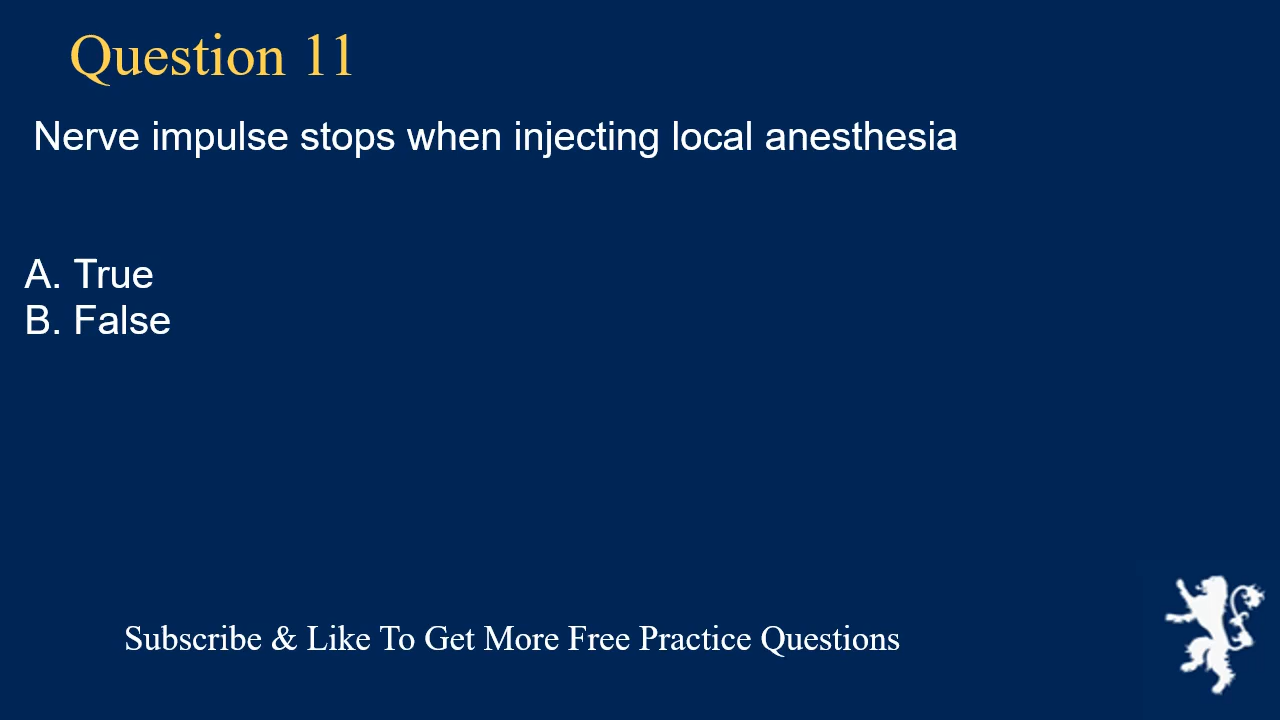 Question 11
Nerve impulse stops when injecting local anesthesia
A. True
B. False
Subscribe & Like To Get More Free Practice Questions